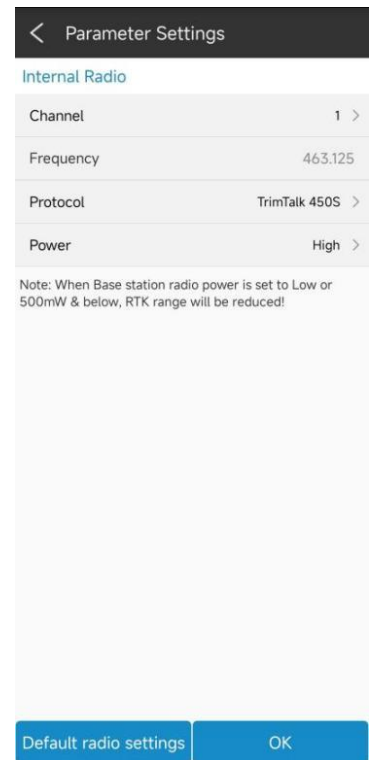 Parameter Settings
Internal Radio
Channel 1
Frequency 463.125
Protocol TrimTalk 450S
Power High
Note: When Base station radio power is set to Low or
500mW & below, RTK range will be reduced!
Default radio settings OK